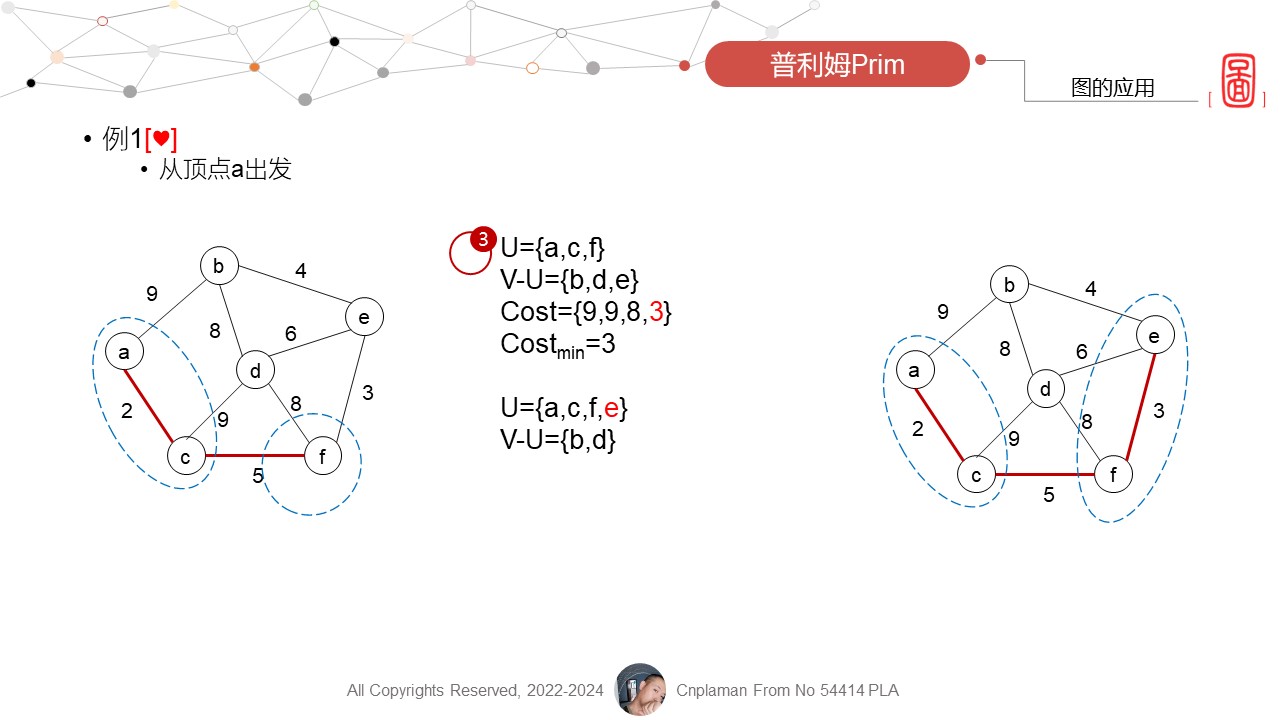 普利姆Prim
图的应用
[图]
• 例1[♥]
• 从顶点a出发
3
U={a,c,f}
V-U={b,d,e}
Cost={9,9,8,3}
Costmin=3
U={a,c,f,e}
V-U={b,d}
b
4
9
e
8
6
a
d
3
2
8
9
c
f
5
b
4
9
e
8
6
a
d
3
2
8
9
c
f
5
All Copyrights Reserved, 2022-2024
Cnplaman From No 54414 PLA